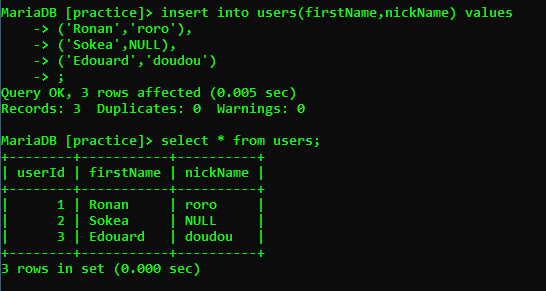 MariaDB [practice]> insert into users(firstName,nickName) values
    -> ('Ronan','roro'),
    -> ('Sokea',NULL),
    -> ('Edouard','doudou')
    -> ;
Query OK, 3 rows affected (0.005 sec)
Records: 3  Duplicates: 0  Warnings: 0

MariaDB [practice]> select * from users;
+--------+-----------+----------+
| userId | firstName | nickName |
+--------+-----------+----------+
|      1 | Ronan     | roro     |
|      2 | Sokea     | NULL     |
|      3 | Edouard   | doudou   |
+--------+-----------+----------+
3 rows in set (0.000 sec)